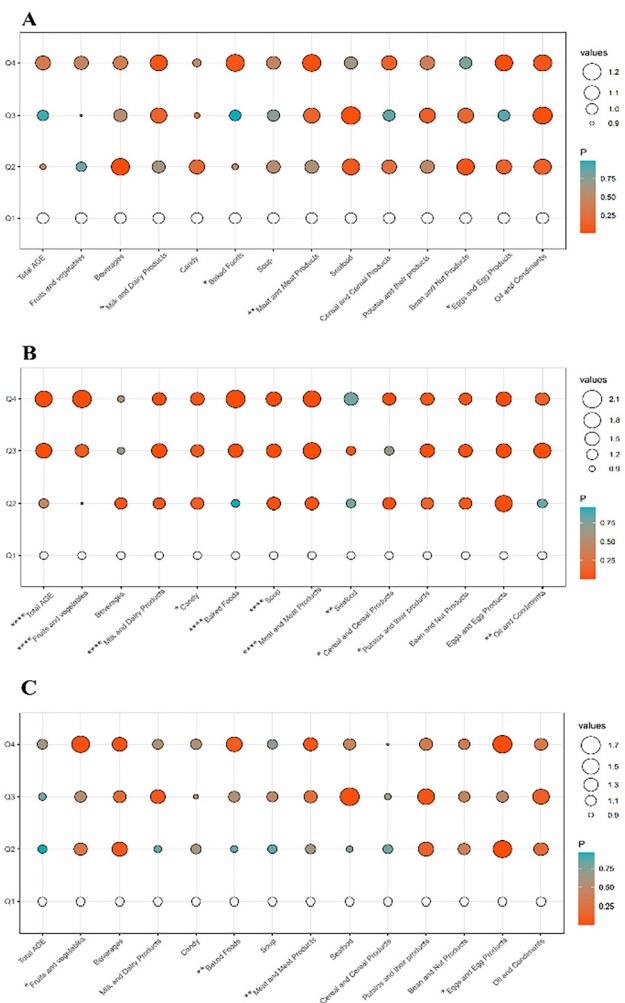 A
Q4
Q3
Q2
Q1
Total AGE
Fruits and vegetables
Beverages
*Milk and Dairy Products
Candy
*Baked Foods
Soup
**Meat and Meat Products
Seafood
Cereal and Cereal Products
Potatos and their products
Bean and Nut Products
*Eggs and Egg Products
Oil and Condiments
values
1.2
1.1
1.0
0.9
P
0.75
0.50
0.25
B
Q4
Q3
Q2
Q1
****Total AGE
****Fruits and vegetables
Beverages
****Milk and Dairy Products
*Candy
****Baked Foods
****Soup
****Meat and Meat Products
**Seafood
*Cereal and Cereal Products
*Potatos and their products
Bean and Nut Products
Eggs and Egg Products
**Oil and Condiments
values
2.1
1.8
1.5
1.2
0.9
P
0.75
0.50
0.25
C
Q4
Q3
Q2
Q1
Total AGE
*Fruits and vegetables
Beverages
Milk and Dairy Products
Candy
**Baked Foods
Soup
**Meat and Meat Products
Seafood
Cereal and Cereal Products
Potatos and their products
Bean and Nut Products
*Eggs and Egg Products
Oil and Condiments
values
1.7
1.5
1.3
1.1
0.9
P
0.75
0.50
0.25